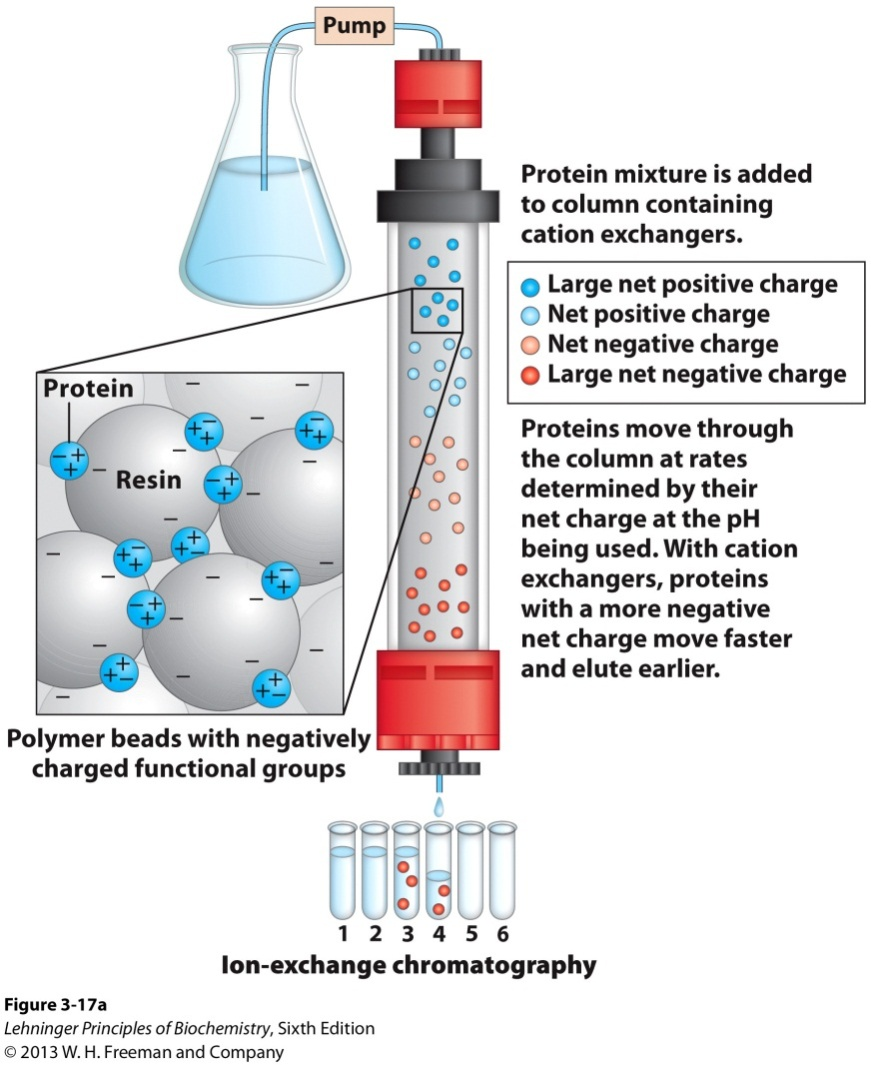 Pump
Protein mixture is added
to column containing
cation exchangers.
Large net positive charge
Net positive charge
Net negative charge
Large net negative charge
Proteins move through
the column at rates
determined by their
net charge at the pH
being used. With cation
exchangers, proteins
with a more negative
net charge move faster
and elute earlier.
Protein
Resin
Polymer beads with negatively
charged functional groups
1 2 3 4 5 6
Ion-exchange chromatography
Figure 3-17a
Lehninger Principles of Biochemistry, Sixth Edition
© 2013 W. H. Freeman and Company